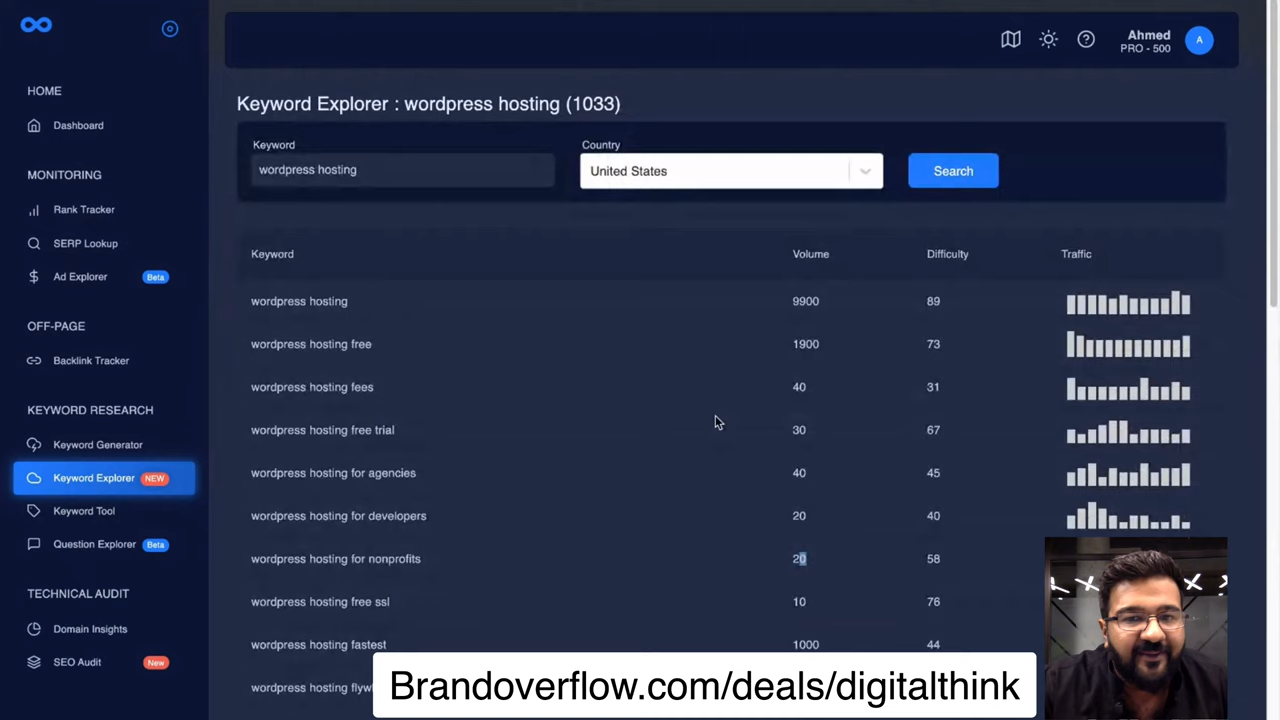 Ahmed
PRO - 500
A
HOME
Dashboard
MONITORING
Rank Tracker
SERP Lookup
Ad Explorer Beta
OFF-PAGE
Backlink Tracker
KEYWORD RESEARCH
Keyword Generator
Keyword Explorer NEW
Keyword Tool
Question Explorer Beta
TECHNICAL AUDIT
Domain Insights
SEO Audit New
Keyword Explorer : wordpress hosting (1033)
Keyword Country
wordpress hosting United States Search
Keyword Volume Difficulty Traffic
wordpress hosting 9900 89
wordpress hosting free 1900 73
wordpress hosting fees 40 31
wordpress hosting free trial 30 67
wordpress hosting for agencies 40 45
wordpress hosting for developers 20 40
wordpress hosting for nonprofits 20 58
wordpress hosting free ssl 10 76
wordpress hosting fastest 1000 44
wordpress hosting
Brandoverflow.com/deals/digitalthink